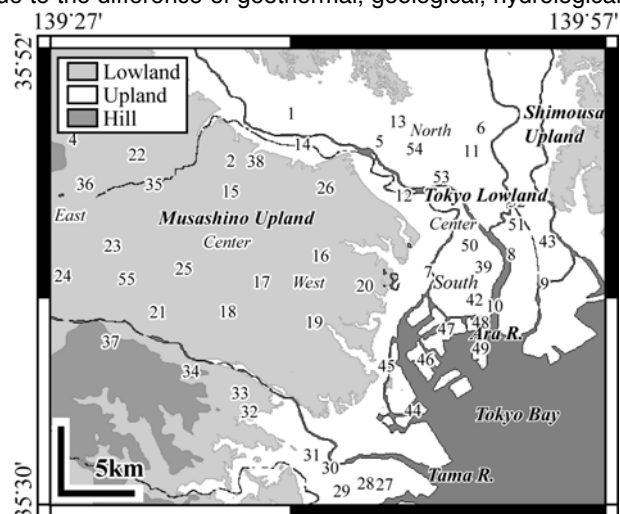 due to the difference of geothermal, geological, hydrological
139°27' 139°57'
35°52'
Lowland
Upland
Hill
1
13 North 6
Shimousa
Upland
4 14 5 54 11
22 2 38
53
36 35 15 26 12 Tokyo Lowland
East Musashino Upland Center 51
23 Center 50 43
16 8
24 55 25 17 West 20 7 South 39 9
21 18 42 10
19 47 48 Ara R.
37 49
34 45 46
33
32 44 Tokyo Bay
31
5km 30 Tama R.
29 28 27
35°30'